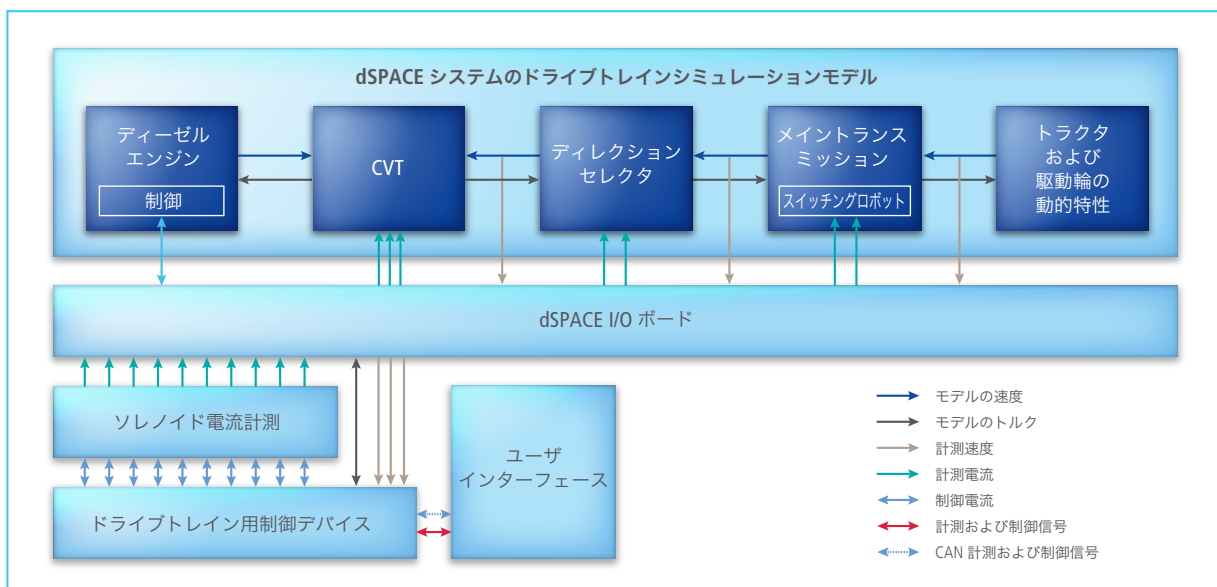 dSPACE システムのドライブトレインシミュレーションモデル
ディーゼル
エンジン
制御
CVT
ディレクション
セレクタ
メイントランス
ミッション
スイッチングロボット
トラクタ
および
駆動輪の
動的特性
dSPACE I/O ボード
ソレノイド電流計測
ドライブトレイン用制御デバイス
ユーザ
インターフェース
モデルの速度
モデルのトルク
計測速度
計測電流
制御電流
計測および制御信号
CAN 計測および制御信号